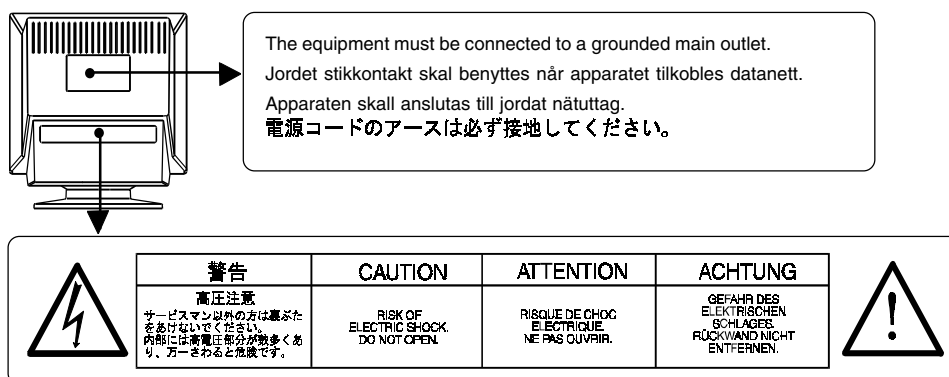 The equipment must be connected to a grounded main outlet.
Jordet stikkontakt skal benyttes når apparatet tilkobles datanett.
Apparaten skall anslutas till jordat nätuttag.
電源コードのアースは必ず接地してください。
警告
高圧注意
サービスマン以外の方は裏ぶた
をあけないでください。
内部には高電圧部分が数多くあ
り、万一さわると危険です。
CAUTION
RISK OF
ELECTRIC SHOCK.
DO NOT OPEN.
ATTENTION
RISQUE DE CHOC
ELECTRIQUE.
NE PAS OUVRIR.
ACHTUNG
GEFAHR DES
ELEKTRISCHEN
SCHLAGES.
RÜCKWAND NICHT
ENTFERNEN.